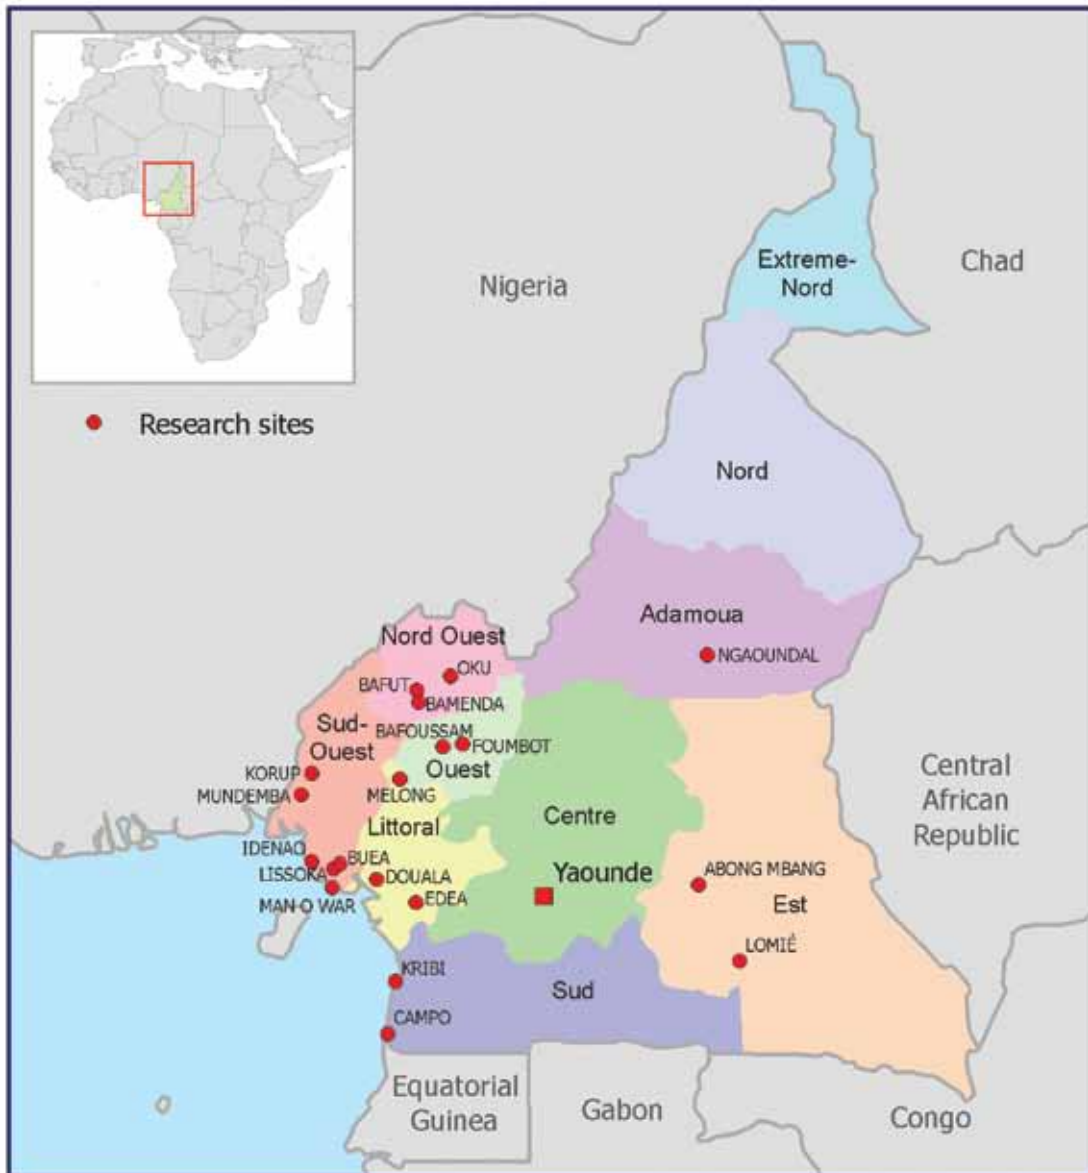 Extreme-
Nord
Chad
Nigeria
Research sites
Nord
Adamoua
NGAOUNDAL
Nord Ouest
OKU
BAFUT
BAMENDA
Sud-
Ouest
BAFOUSSAM
FOUMBOT
Ouest
KORUP
MUNDEMBA
MELONG
Central
African
Republic
Littoral
Centre
IDENAO
BUEA
LISSOKA
DOUALA
Yaounde
ABONG MBANG
MAN O WAR
EDEA
Est
LOMIÉ
KRIBI
Sud
CAMPO
Equatorial
Guinea
Gabon
Congo